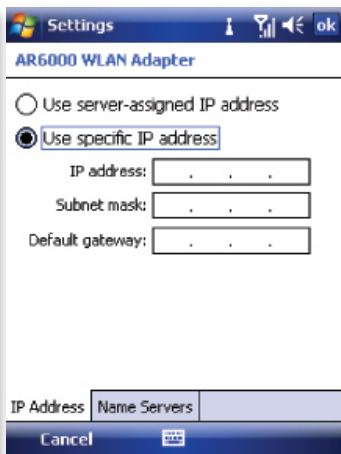 Settings
ok
AR6000 WLAN Adapter
Use server-assigned IP address
Use specific IP address
IP address: . . .
Subnet mask: . . .
Default gateway: . . .
IP Address Name Servers
Cancel